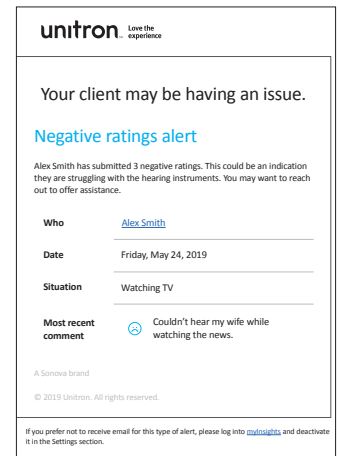 unitron. Love the
experience
Your client may be having an issue.
Negative ratings alert
Alex Smith has submitted 3 negative ratings. This could be an indication
they are struggling with the hearing instruments. You may want to reach
out to offer assistance.
Who Alex Smith
Date Friday, May 24, 2019
Situation Watching TV
Most recent
comment
Couldn't hear my wife while
watching the news.
A Sonova brand
© 2019 Unitron. All rights reserved.
If you prefer not to receive email for this type of alert, please log into myInsights and deactivate
it in the Settings section.